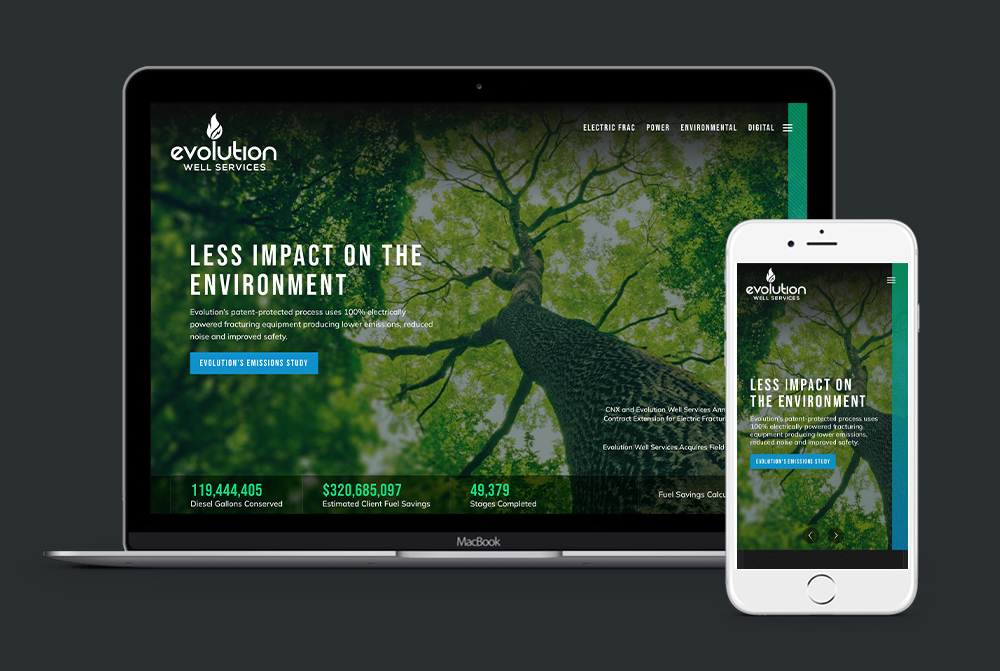 evolution
WELL SERVICES
ELECTRIC FRAC POWER ENVIRONMENTAL DIGITAL
LESS IMPACT ON THE
ENVIRONMENT
Evolution's patent-protected process uses 100% electrically
powered fracturing equipment producing lower emissions, reduced
noise and improved safety.
EVOLUTION'S EMISSIONS STUDY
CNX and Evolution Well Services Ann
Contract Extension for Electric Fractur
Evolution Well Services Acquires Field
119,444,405
Diesel Gallons Conserved
$320,685,097
Estimated Client Fuel Savings
49,379
Stages Completed
Fuel Savings Calcu
MacBook
evolution
WELL SERVICES
LESS IMPACT ON
THE ENVIRONMENT
Evolution's patent-protected process uses
100% electrically powered fracturing
equipment producing lower emissions,
reduced noise and improved safety.
EVOLUTION'S EMISSIONS STUDY